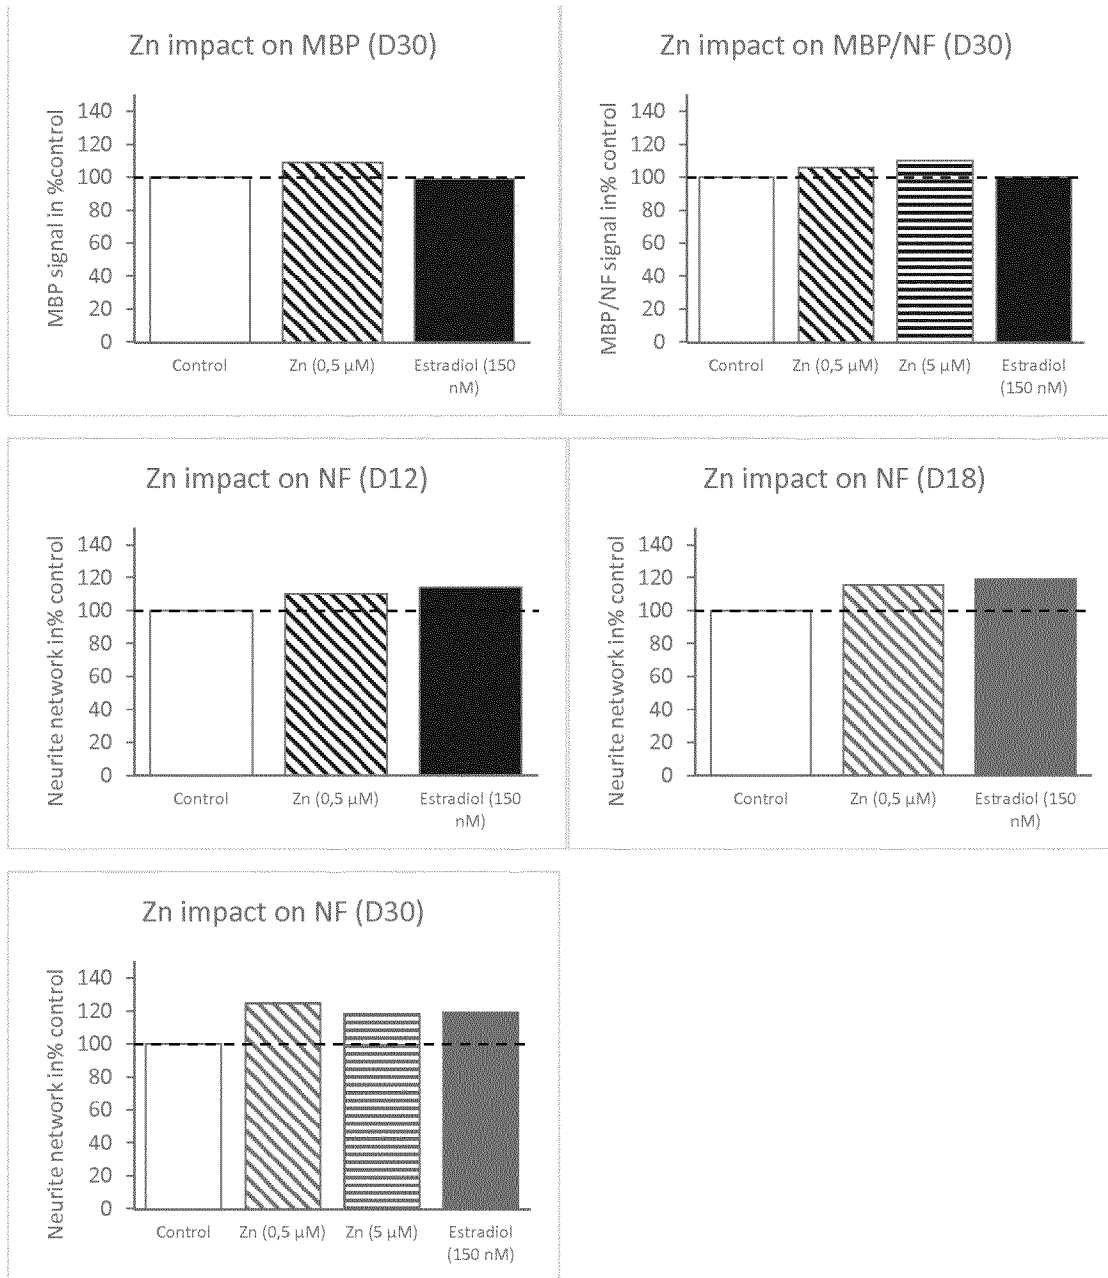 Zn impact on MBP (D30)
MBP signal in %control
140
120
100
80
60
40
20
0
Control
Zn (0,5 µM)
Estradiol (150
nM)
Zn impact on MBP/NF (D30)
MBP/NF signal in% control
140
120
100
80
60
40
20
0
Control
Zn (0,5 µM)
Zn (5 µM)
Estradiol
(150 nM)
Zn impact on NF (D12)
Neurite network in% control
140
120
100
80
60
40
20
0
Control
Zn (0,5 µM)
Estradiol (150
nM)
Zn impact on NF (D18)
Neurite network in% control
140
120
100
80
60
40
20
0
Control
Zn (0,5 µM)
Estradiol (150
nM)
Zn impact on NF (D30)
Neurite network in% control
140
120
100
80
60
40
20
0
Control
Zn (0,5 µM)
Zn (5 µM)
Estradiol
(150 nM)